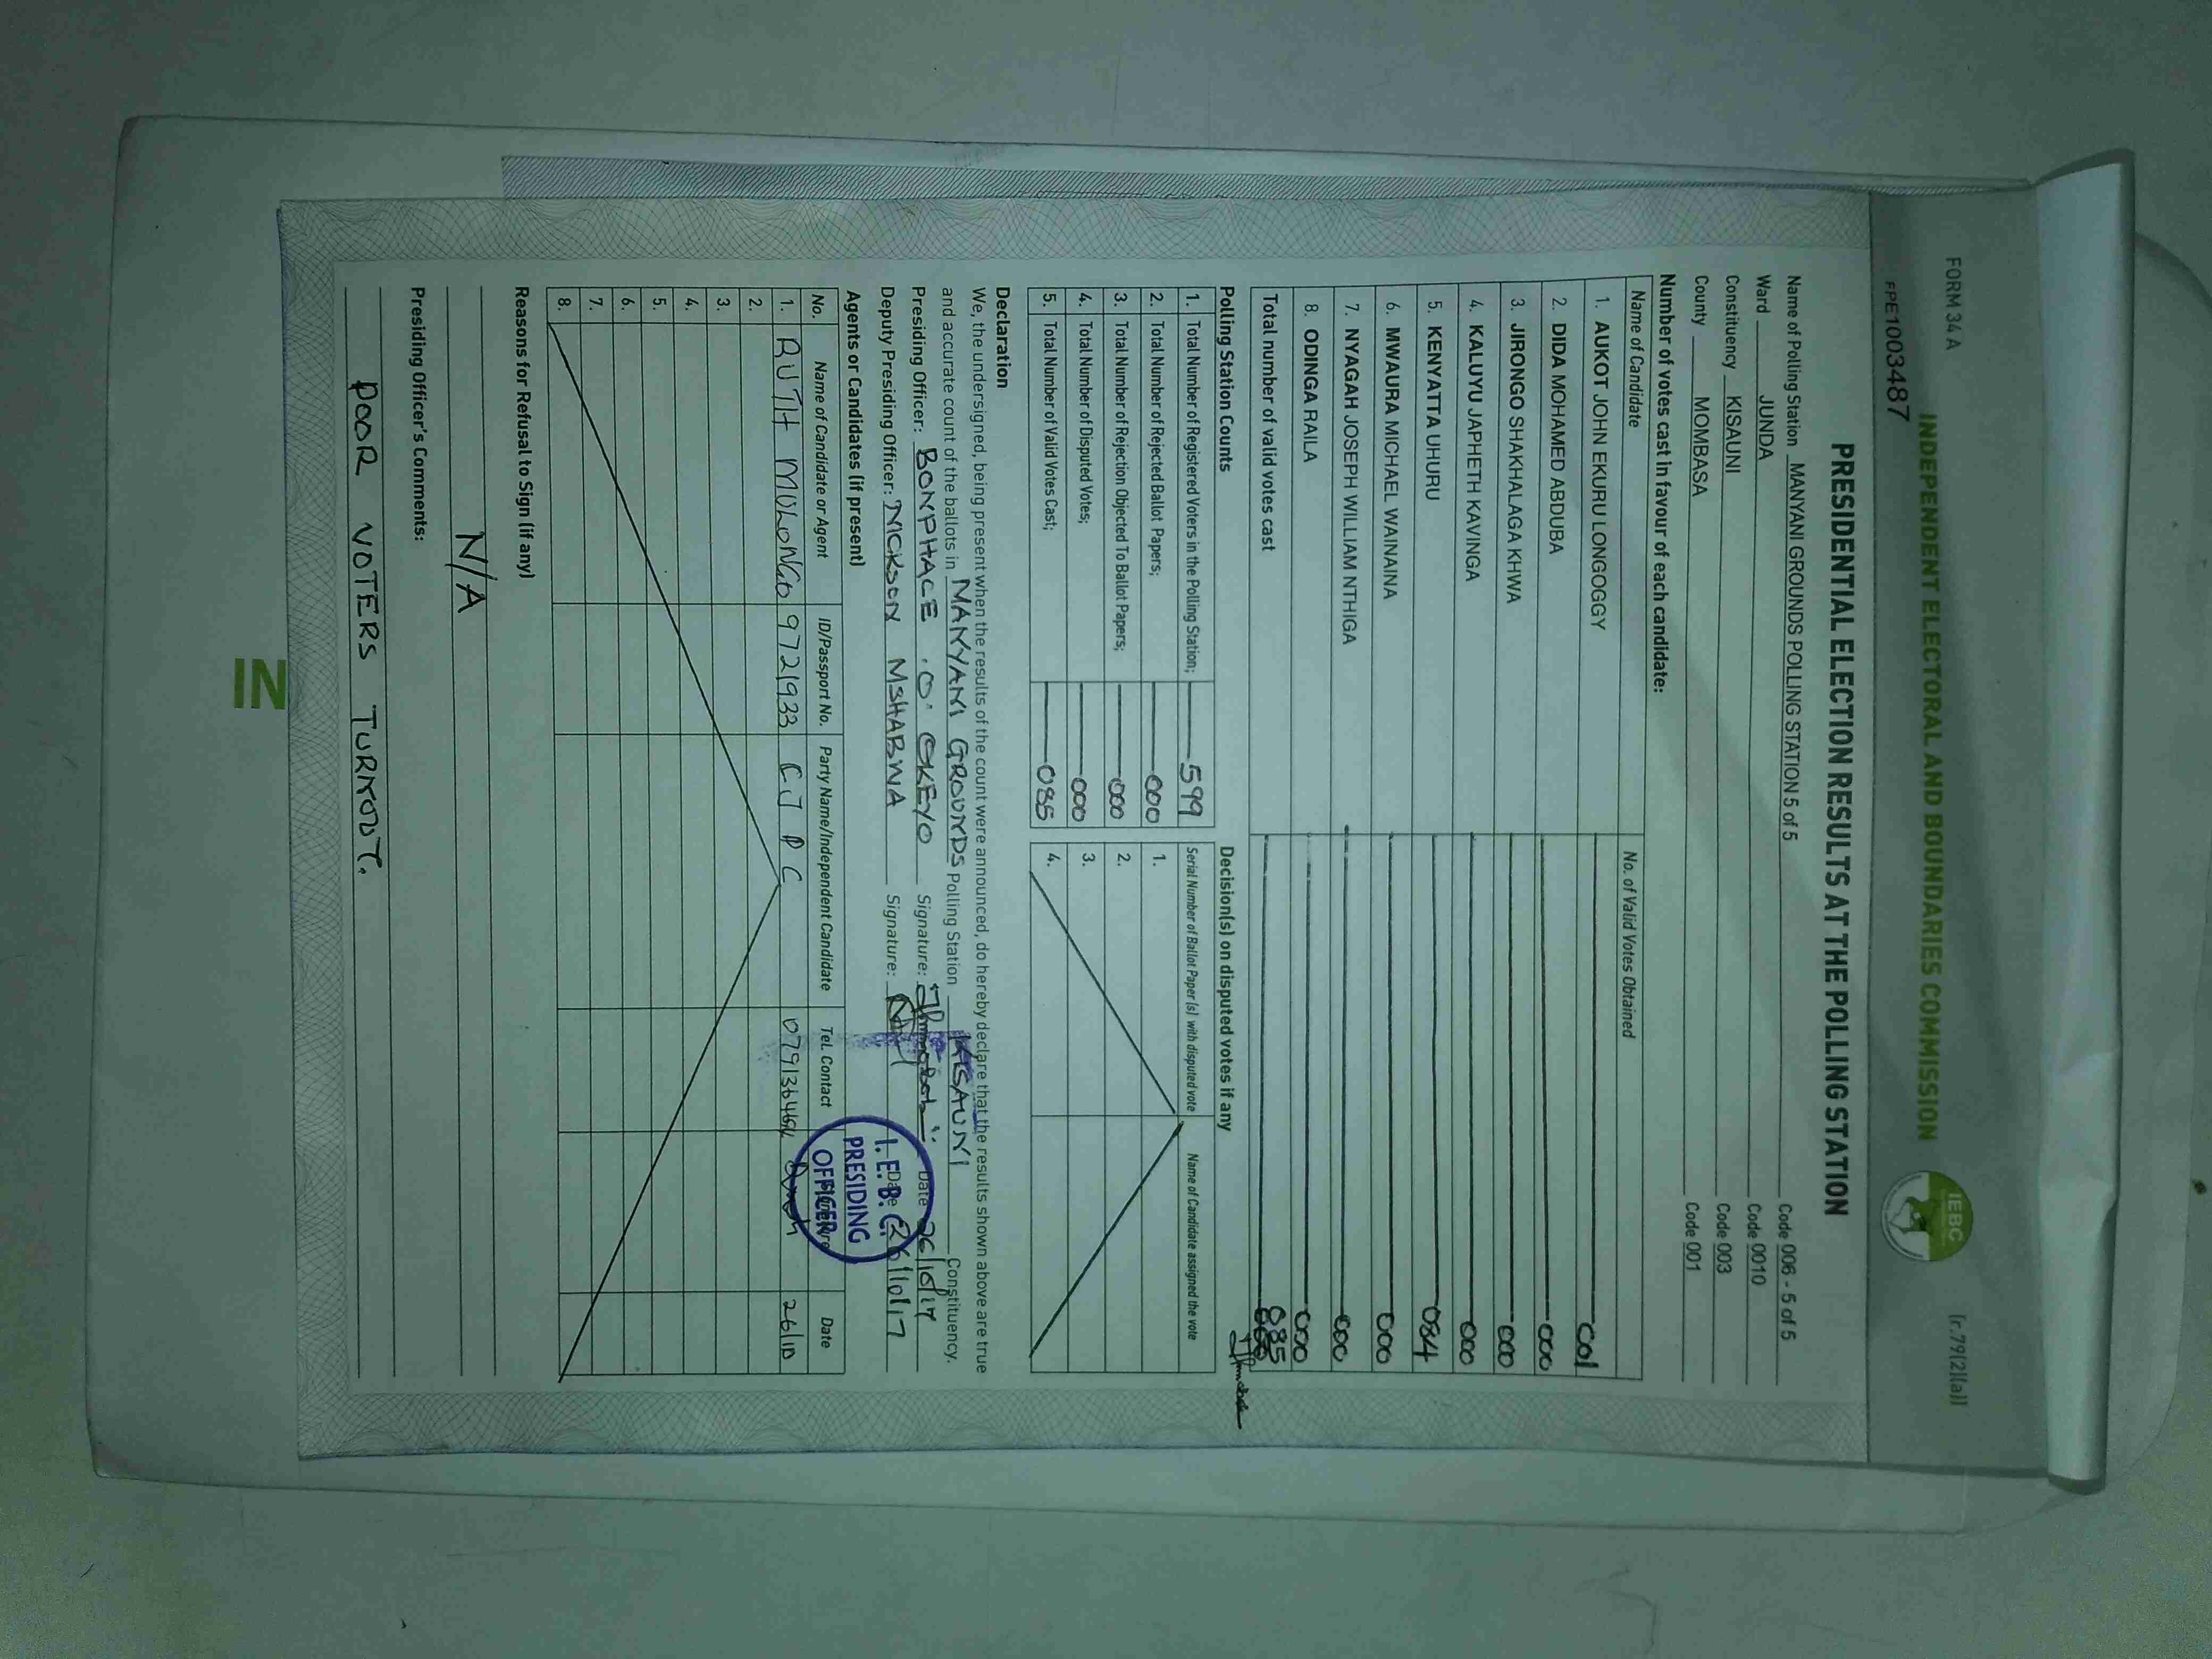 FORM 34 A
[r.79(2)(a)]
INDEPENDENT ELECTORAL AND BOUNDARIES COMMISSION
IEBC
FPE1003487
PRESIDENTIAL ELECTION RESULTS AT THE POLLING STATION
Name of Polling Station MANYANI GROUNDS POLLING STATION 5 of 5 Code 006 - 5 of 5
Ward JUNDA Code 0010
Constituency KISAUNI Code 003
County MOMBASA Code 001
Number of votes cast in favour of each candidate:
Name of Candidate No. of Valid Votes Obtained
1. AUKOT JOHN EKURU LONGOGGY 001
2. DIDA MOHAMED ABDUBA 000
3. JIRONGO SHAKHALAGA KHWA 000
4. KALUYU JAPHETH KAVINGA 000
5. KENYATTA UHURU 084
6. MWAURA MICHAEL WAINAINA 000
7. NYAGAH JOSEPH WILLIAM NTHIGA 000
8. ODINGA RAILA 000
Total number of valid votes cast 085
Polling Station Counts
1. Total Number of Registered Voters in the Polling Station; 599
2. Total Number of Rejected Ballot Papers; 000
3. Total Number of Rejection Objected To Ballot Papers; 000
4. Total Number of Disputed Votes; 000
5. Total Number of Valid Votes Cast; 085
Decision(s) on disputed votes if any
Serial Number of Ballot Paper (s) with disputed vote Name of Candidate assigned the vote
1.
2.
3.
4.
Declaration
We, the undersigned, being present when the results of the count were announced, do hereby declare that the results shown above are true
and accurate count of the ballots in MANYANI GROUNDS Polling Station KISAUNI Constituency.
Presiding Officer: BONPHACE .O. OKEYO Signature: Date 26/10/17
Deputy Presiding Officer: NICKSON MSHABWA Signature: Date 26/10/17
I.E.B.C.
PRESIDING
OFFICER
Agents or Candidates (if present)
No. Name of Candidate or Agent ID/Passport No. Party Name/Independent Candidate Tel. Contact Date
1. RUTH MULONGO 9721933 26/10
2.
3.
4.
5.
6.
7.
8.
Reasons for Refusal to Sign (if any)
N/A
Presiding Officer's Comments:
POOR VOTERS TURNOUT.
IN